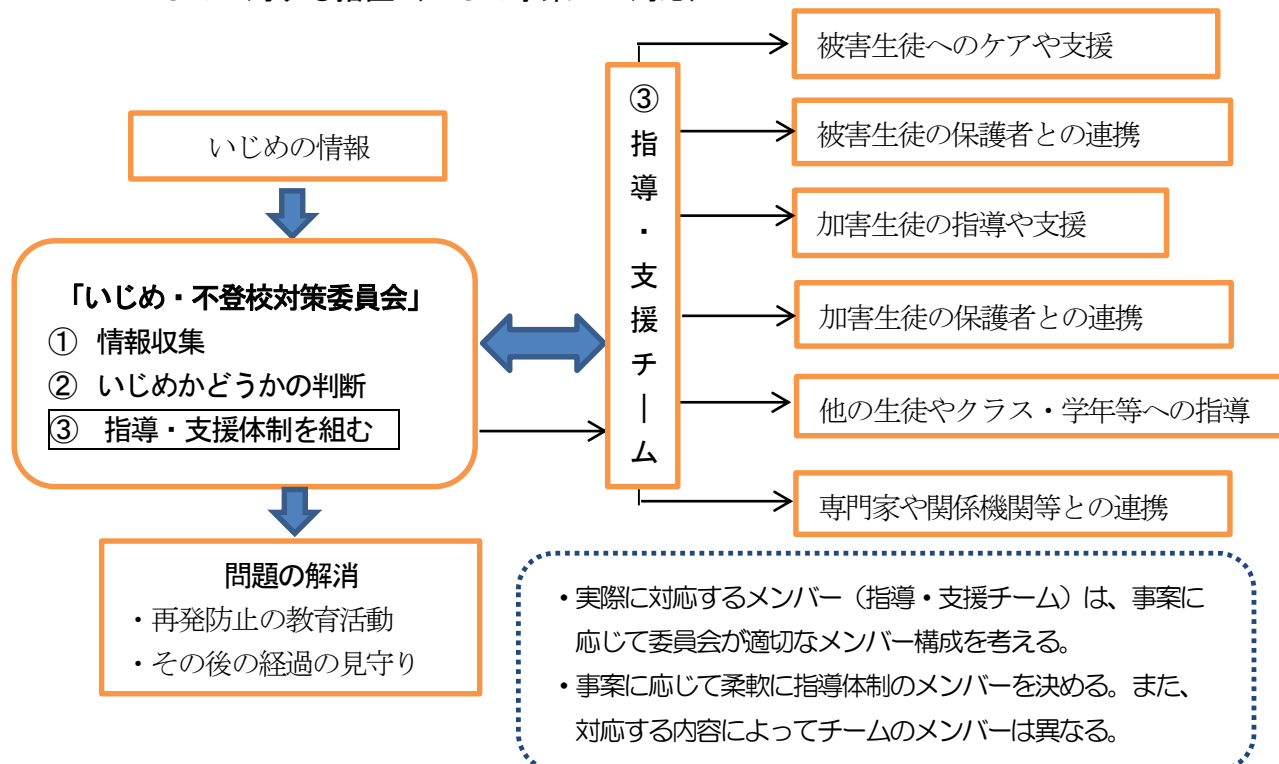 いじめの情報
「いじめ・不登校対策委員会」
① 情報収集
② いじめかどうかの判断
③ 指導・支援体制を組む
問題の解消
・再発防止の教育活動
・その後の経過の見守り
③指導・支援チーム
被害生徒へのケアや支援
被害生徒の保護者との連携
加害生徒の指導や支援
加害生徒の保護者との連携
他の生徒やクラス・学年等への指導
専門家や関係機関等との連携
・実際に対応するメンバー（指導・支援チーム）は、事案に
応じて委員会が適切なメンバー構成を考える。
・事案に応じて柔軟に指導体制のメンバーを決める。また、
対応する内容によってチームのメンバーは異なる。